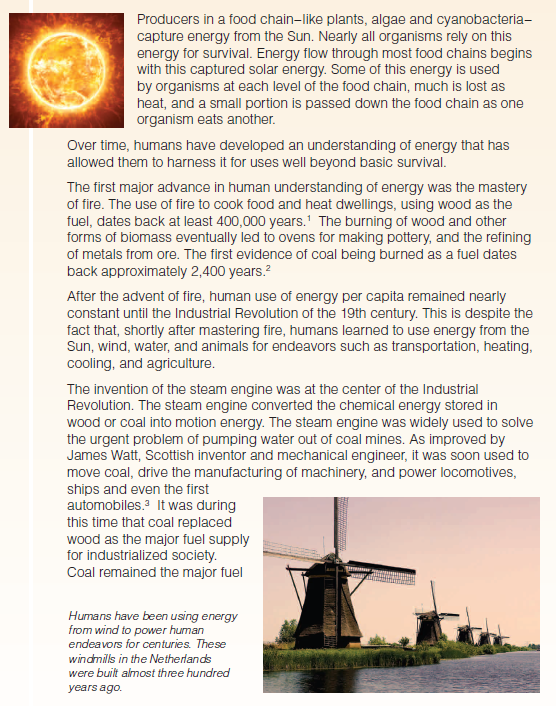 Producers in a food chain–like plants, algae and cyanobacteria–
capture energy from the Sun. Nearly all organisms rely on this
energy for survival. Energy flow through most food chains begins
with this captured solar energy. Some of this energy is used
by organisms at each level of the food chain, much is lost as
heat, and a small portion is passed down the food chain as one
organism eats another.
Over time, humans have developed an understanding of energy that has
allowed them to harness it for uses well beyond basic survival.
The first major advance in human understanding of energy was the mastery
of fire. The use of fire to cook food and heat dwellings, using wood as the
fuel, dates back at least 400,000 years.¹ The burning of wood and other
forms of biomass eventually led to ovens for making pottery, and the refining
of metals from ore. The first evidence of coal being burned as a fuel dates
back approximately 2,400 years.²
After the advent of fire, human use of energy per capita remained nearly
constant until the Industrial Revolution of the 19th century. This is despite the
fact that, shortly after mastering fire, humans learned to use energy from the
Sun, wind, water, and animals for endeavors such as transportation, heating,
cooling, and agriculture.
The invention of the steam engine was at the center of the Industrial
Revolution. The steam engine converted the chemical energy stored in
wood or coal into motion energy. The steam engine was widely used to solve
the urgent problem of pumping water out of coal mines. As improved by
James Watt, Scottish inventor and mechanical engineer, it was soon used to
move coal, drive the manufacturing of machinery, and power locomotives,
ships and even the first
automobiles.³ It was during
this time that coal replaced
wood as the major fuel supply
for industrialized society.
Coal remained the major fuel
Humans have been using energy
from wind to power human
endeavors for centuries. These
windmills in the Netherlands
were built almost three hundred
years ago.